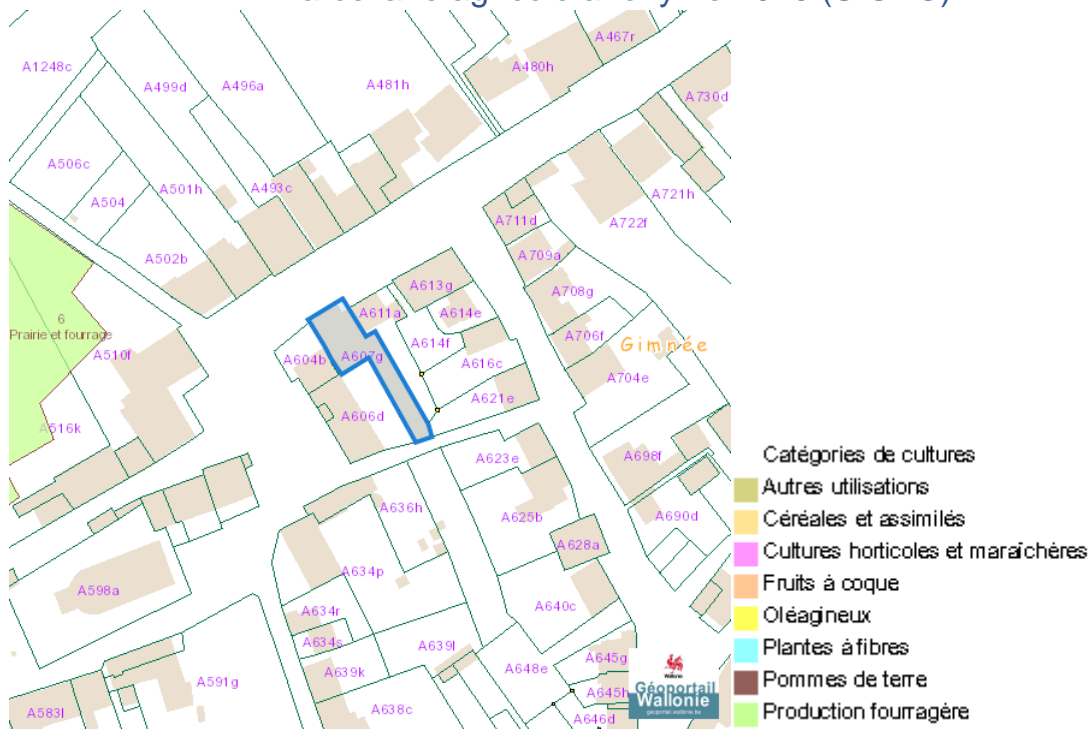 A467r
A480h
A1248c
A499d
A496a
A481h
A730d
A506c
A504
A501h
A493c
A721h
A711d
A722f
A502b
A709a
A613g
A708g
A611a
A614e
6
Prairie et fourrage
A510f
A604b
A607g
A614f
A706f
Gimnée
A616c
A704e
A606d
A621e
A516k
A623e
A698f
Catégories de cultures
Autres utilisations
A636h
A625b
A690d
Céréales et assimilés
A628a
Cultures horticoles et maraîchères
A634p
A598a
Fruits à coque
A634r
A640c
Oléagineux
A634s
A639l
Plantes à fibres
A639k
A648e
A645g
Wallonie
Pommes de terre
A591g
A645h
Géoportail
Wallonie
geoportail.wallonie.be
A583l
A638c
A646d
Production fourragère